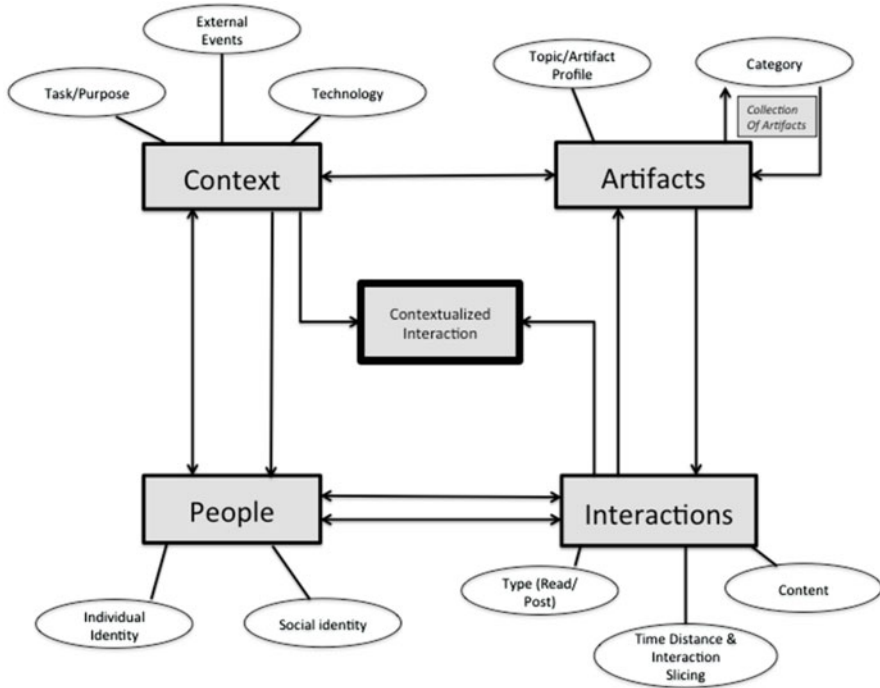 External
Events
Topic/Artifact
Profile
Category
Task/Purpose
Technology
Collection
Of Artifacts
Context
Artifacts
Contextualized
Interaction
People
Interactions
Type (Read/
Post)
Content
Individual
Identity
Social identity
Time Distance &
Interaction
Slicing